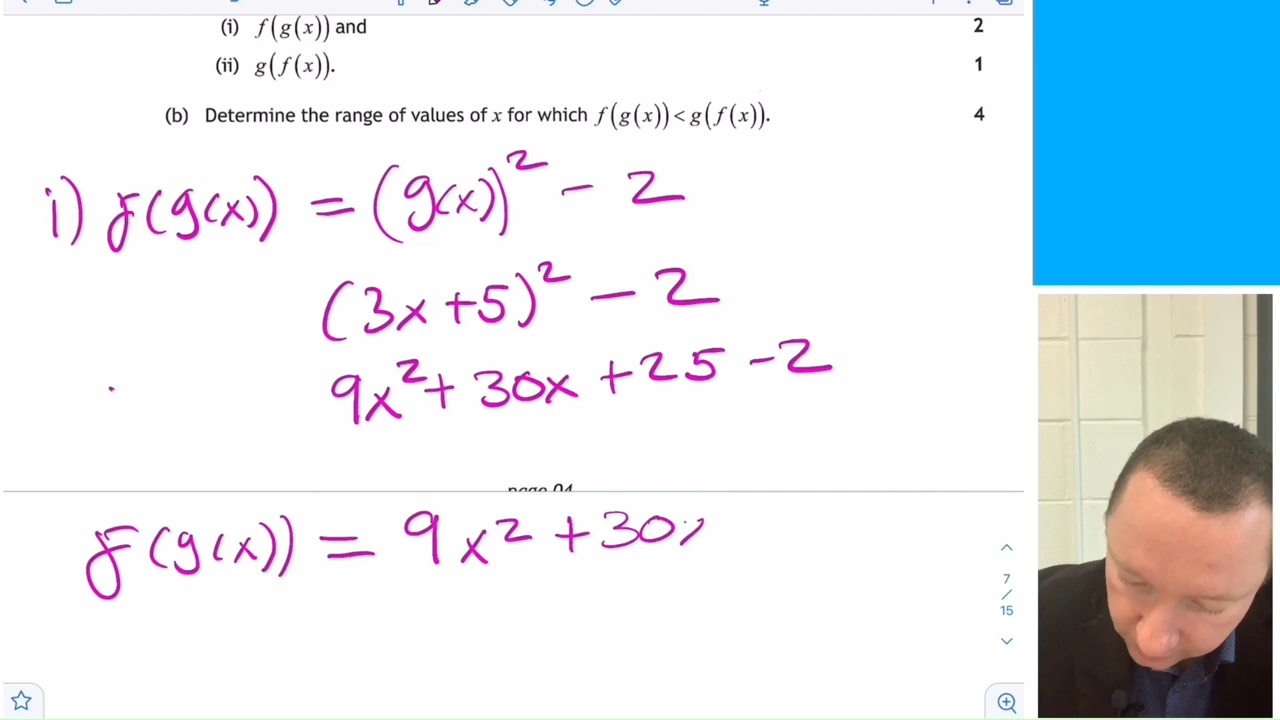 (i) f(g(x)) and 2
(ii) g(f(x)). 1
(b) Determine the range of values of x for which f(g(x)) < g(f(x)). 4
i) f(g(x)) = (g(x))² - 2
(3x + 5)² - 2
9x² + 30x + 25 - 2
f(g(x)) = 9x² + 30x
7
/
15